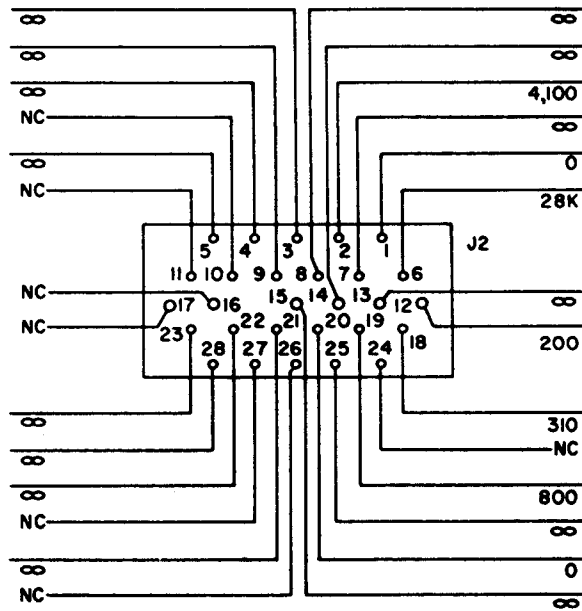 ∞ ∞
∞ ∞
∞ 4,100
NC ∞
∞ 0
NC 28K
J2
5 4 3 2 1
11 10 9 8 7 6
NC 15 14 13 ∞
17 16 12
NC 200
23 22 21 20 19 18
28 27 26 25 24
∞ 310
∞ NC
∞ 800
NC ∞
∞ 0
NC ∞